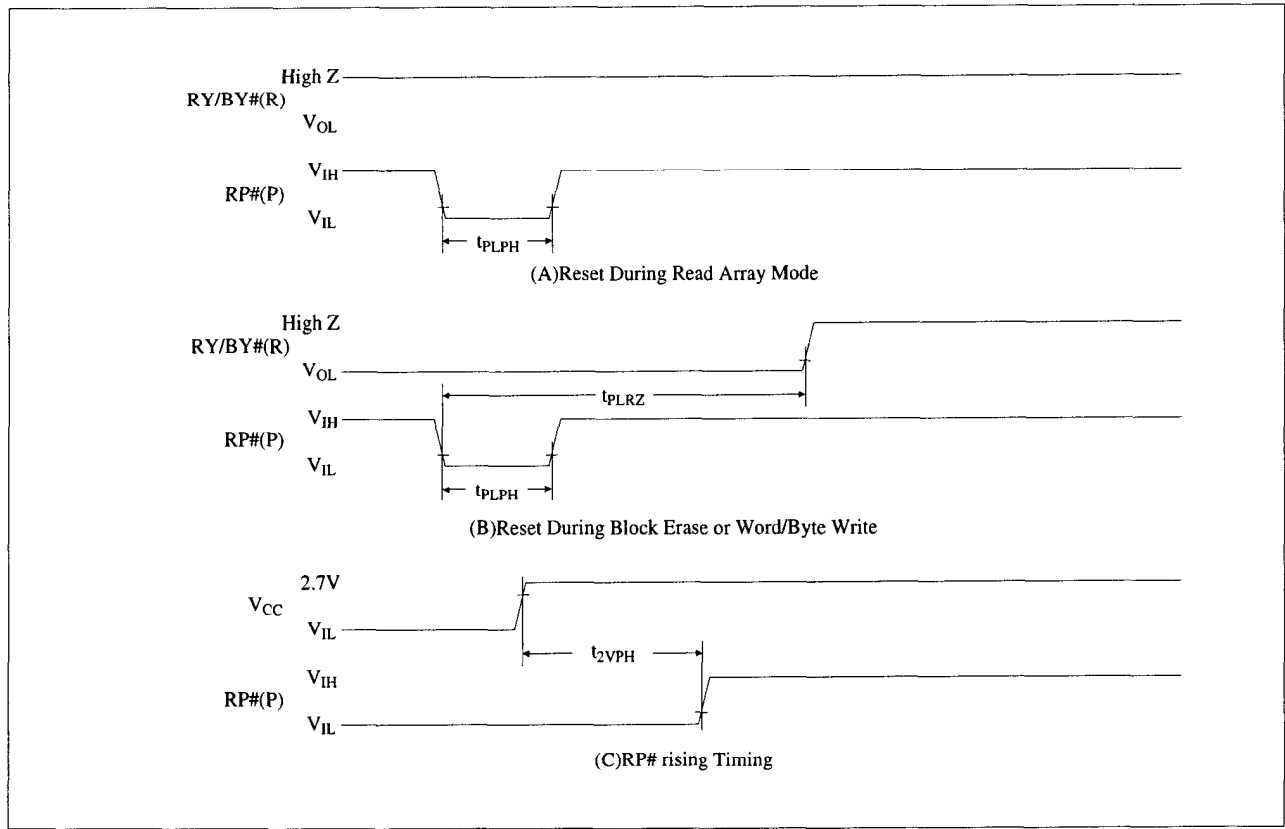 High Z
RY/BY#(R)
VOL
VIH
RP#(P)
VIL
tPLPH
(A)Reset During Read Array Mode
High Z
RY/BY#(R)
VOL
tPLRZ
VIH
RP#(P)
VIL
tPLPH
(B)Reset During Block Erase or Word/Byte Write
2.7V
VCC
VIL
t2VPH
VIH
RP#(P)
VIL
(C)RP# rising Timing